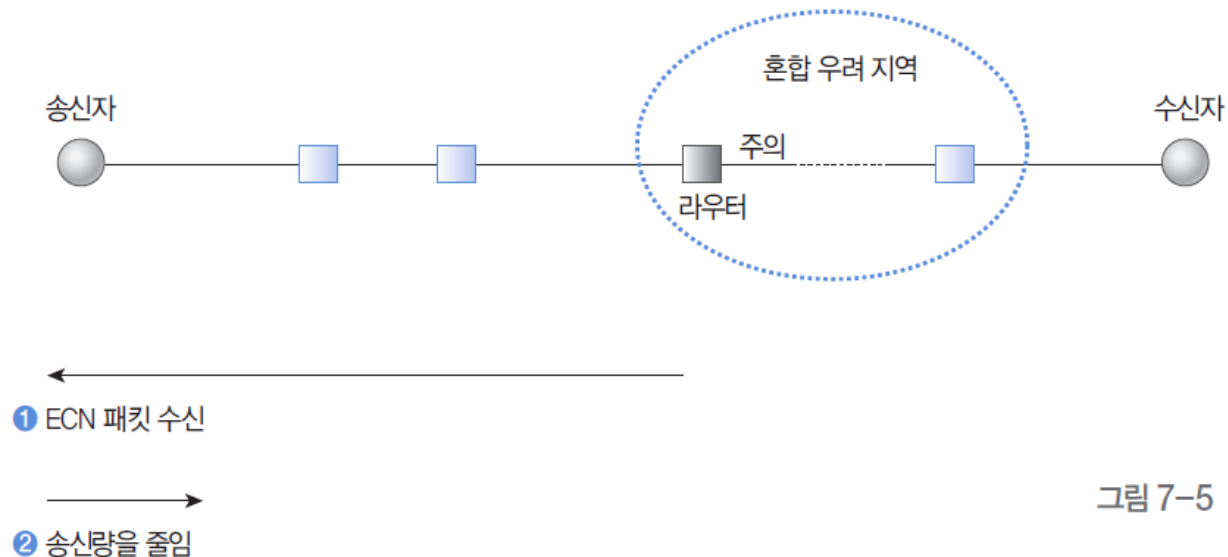 혼합 우려 지역
송신자
수신자
주의
라우터
❶ ECN 패킷 수신
❷ 송신량을 줄임
그림 7-5